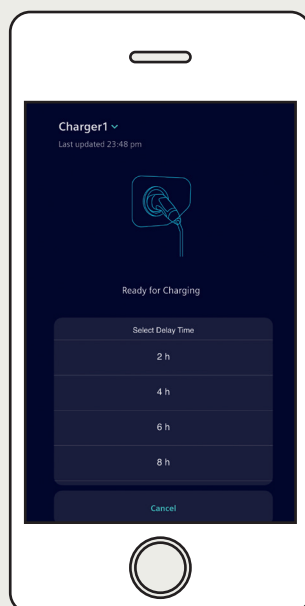 Charger1
Last updated 23:48 pm
Ready for Charging
Select Delay Time
2 h
4 h
6 h
8 h
Cancel